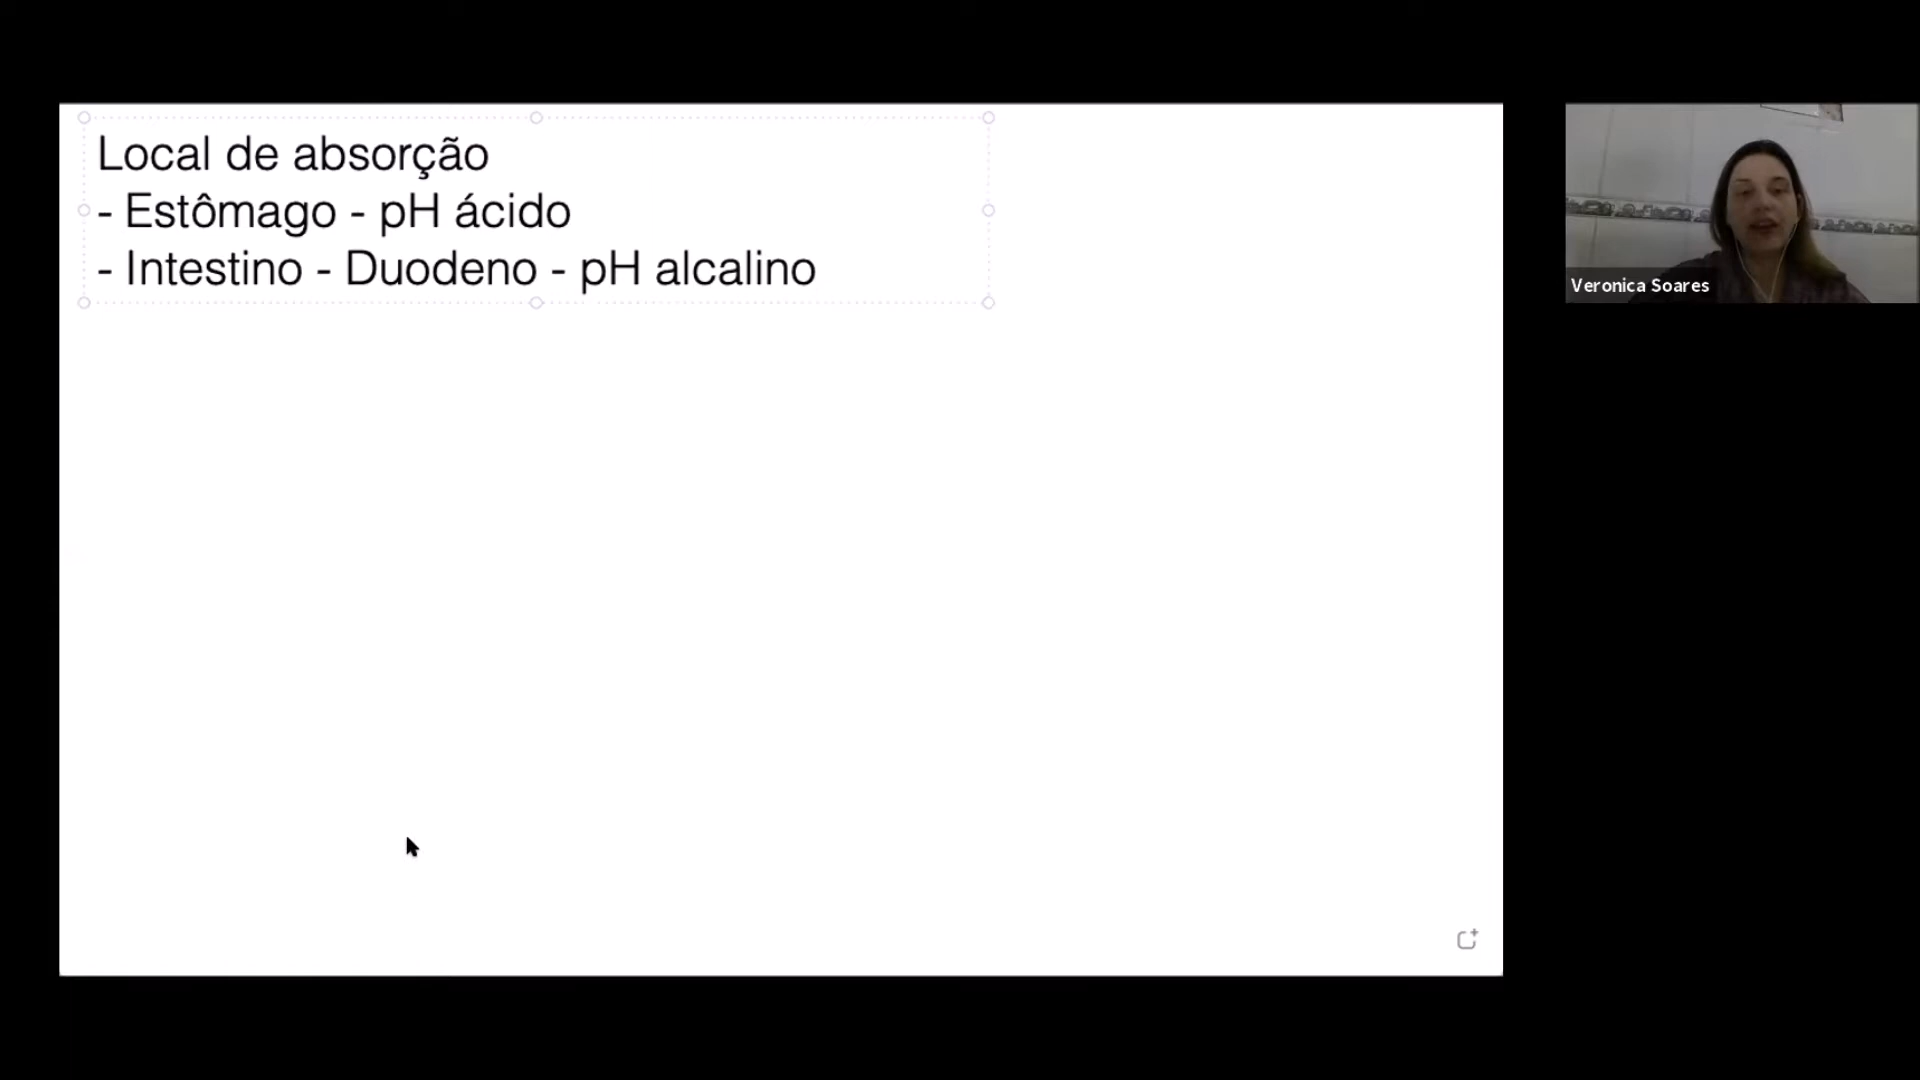 Local de absorção
- Estômago - pH ácido
- Intestino - Duodeno - pH alcalino
Veronica Soares